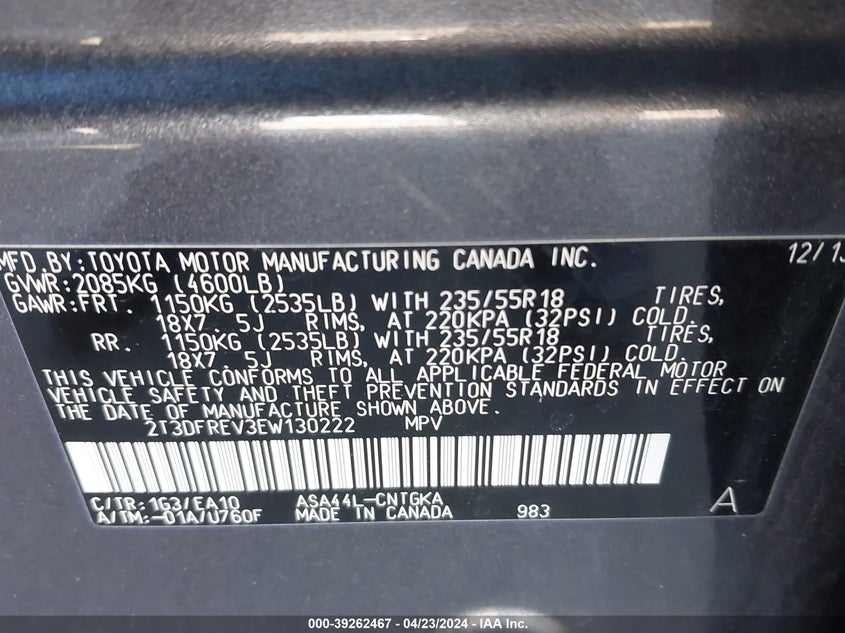 MFD. BY: TOYOTA MOTOR MANUFACTURING CANADA INC. 12/13
GVWR: 2085KG (4600LB)
GAWR: FRT. 1150KG (2535LB) WITH 235/55R18 TIRES,
18X7.5J RIMS, AT 220KPA (32PSI) COLD.
RR. 1150KG (2535LB) WITH 235/55R18 TIRES,
18X7.5J RIMS, AT 220KPA (32PSI) COLD.
THIS VEHICLE CONFORMS TO ALL APPLICABLE FEDERAL MOTOR
VEHICLE SAFETY AND THEFT PREVENTION STANDARDS IN EFFECT ON
THE DATE OF MANUFACTURE SHOWN ABOVE.
2T3DFREV3EW130222 MPV
C/TR: 163/EA10 ASA44L-CNTGKA A
A/TM: -01A/U760F MADE IN CANADA 983
000-39262467 - 04/23/2024 - IAA Inc.